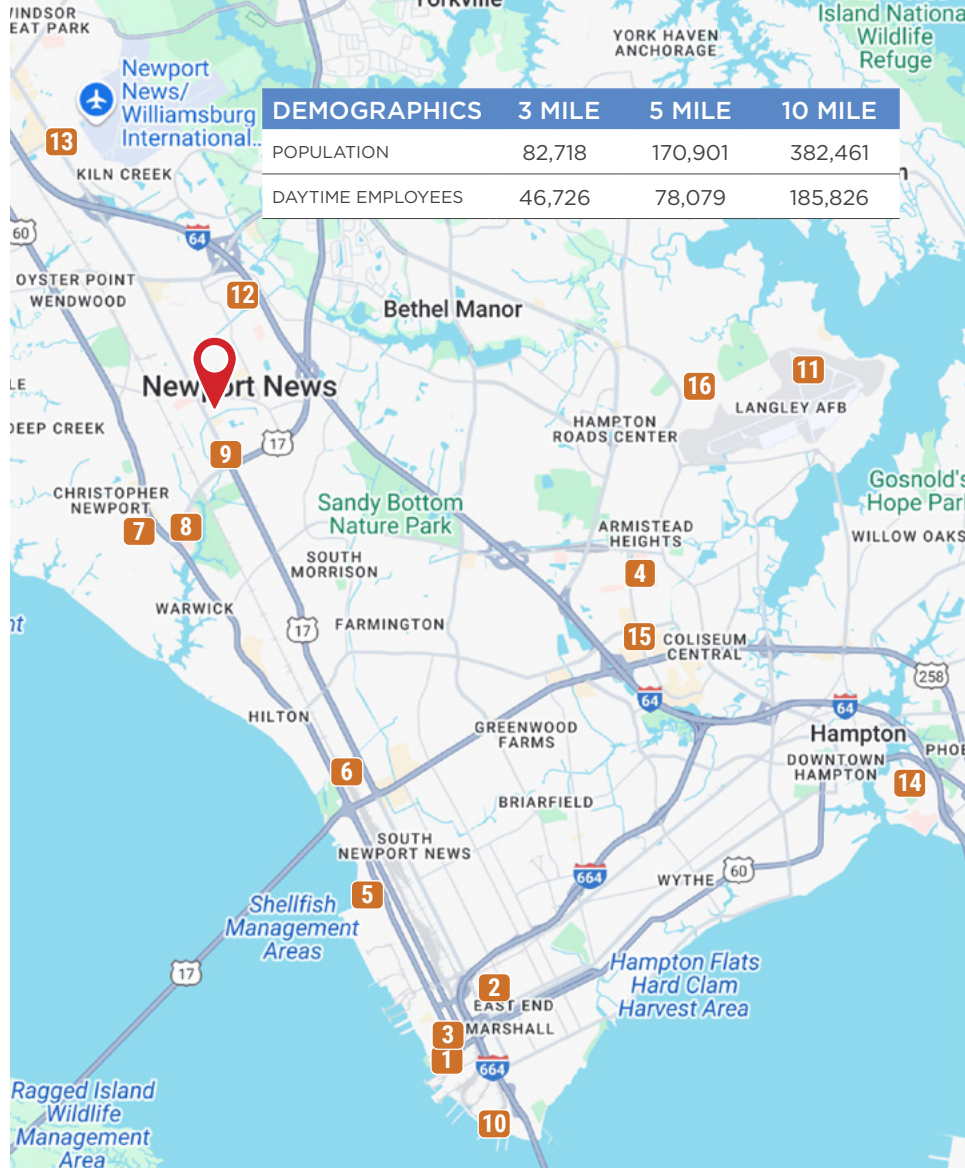 Yorkville
WINDSOR
EAT PARK
YORK HAVEN
ANCHORAGE
Island Nationa
Wildlife
Refuge
Newport
News/
Williamsburg
International...
DEMOGRAPHICS 3 MILE 5 MILE 10 MILE
POPULATION 82,718 170,901 382,461
DAYTIME EMPLOYEES 46,726 78,079 185,826
n
13
KILN CREEK
60
64
OYSTER POINT
WENDWOOD
12
Bethel Manor
Newport News
LE
16
11
LANGLEY AFB
DEEP CREEK
HAMPTON
ROADS CENTER
17
9
CHRISTOPHER
NEWPORT
7
8
Sandy Bottom
Nature Park
Gosnold's
Hope Park
ARMISTEAD
HEIGHTS
WILLOW OAKS
SOUTH
MORRISON
4
WARWICK
17
FARMINGTON
15
COLISEUM
CENTRAL
nt
258
64
64
HILTON
GREENWOOD
FARMS
Hampton
DOWNTOWN
HAMPTON
PHOE
14
6
BRIARFIELD
SOUTH
NEWPORT NEWS
664
WYTHE
60
5
Shellfish
Management
Areas
17
Hampton Flats
Hard Clam
Harvest Area
2
EAST END
3
MARSHALL
1
664
Ragged Island
Wildlife
Management
Area
10